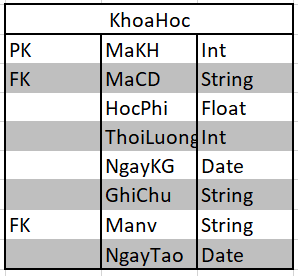 KhoaHoc
PK MaKH Int
FK MaCD String
HocPhi Float
ThoiLuong Int
NgayKG Date
GhiChu String
FK Manv String
NgayTao Date